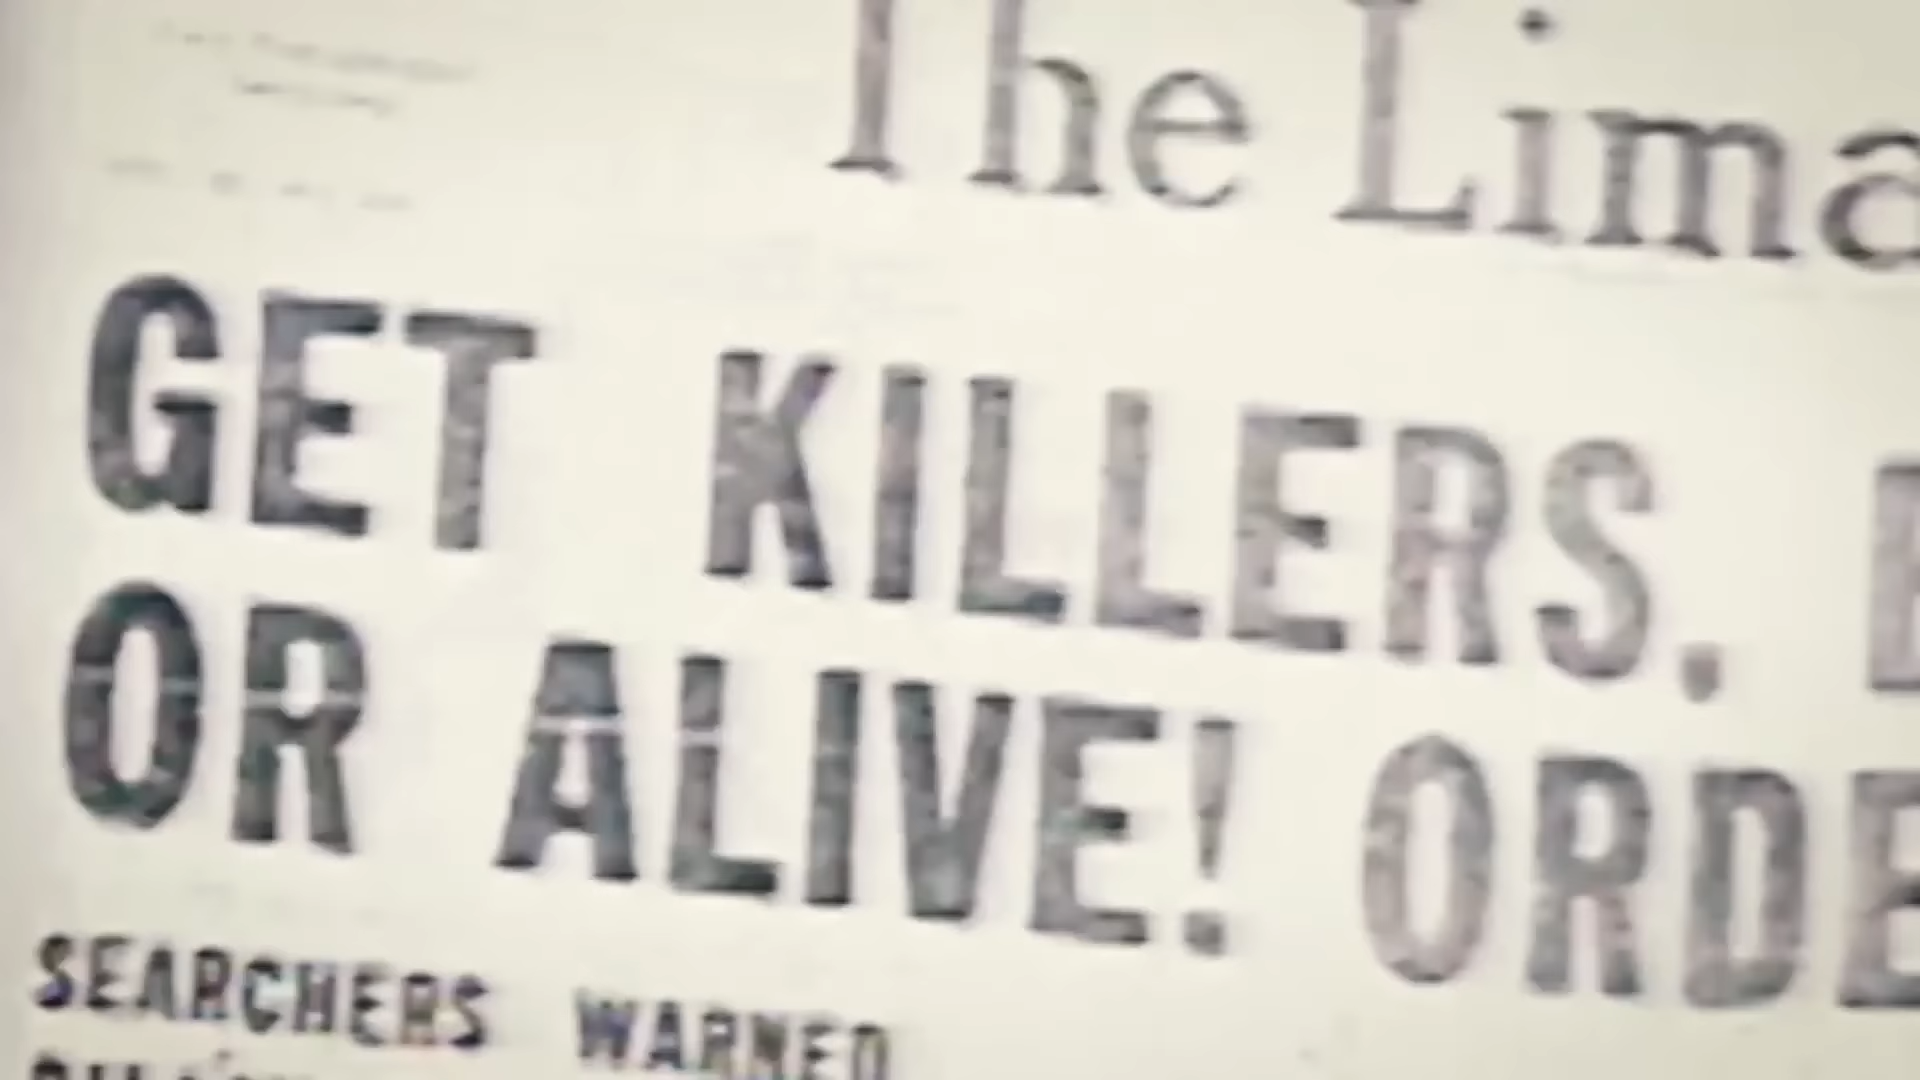 The Lima
GET KILLERS,
OR ALIVE! ORDE
SEARCHERS WARNED